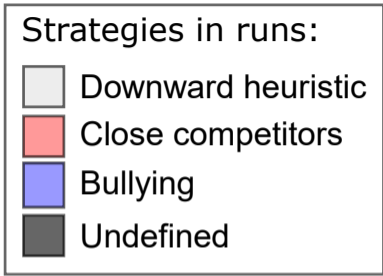 Strategies in runs:
Downward heuristic
Close competitors
Bullying
Undefined